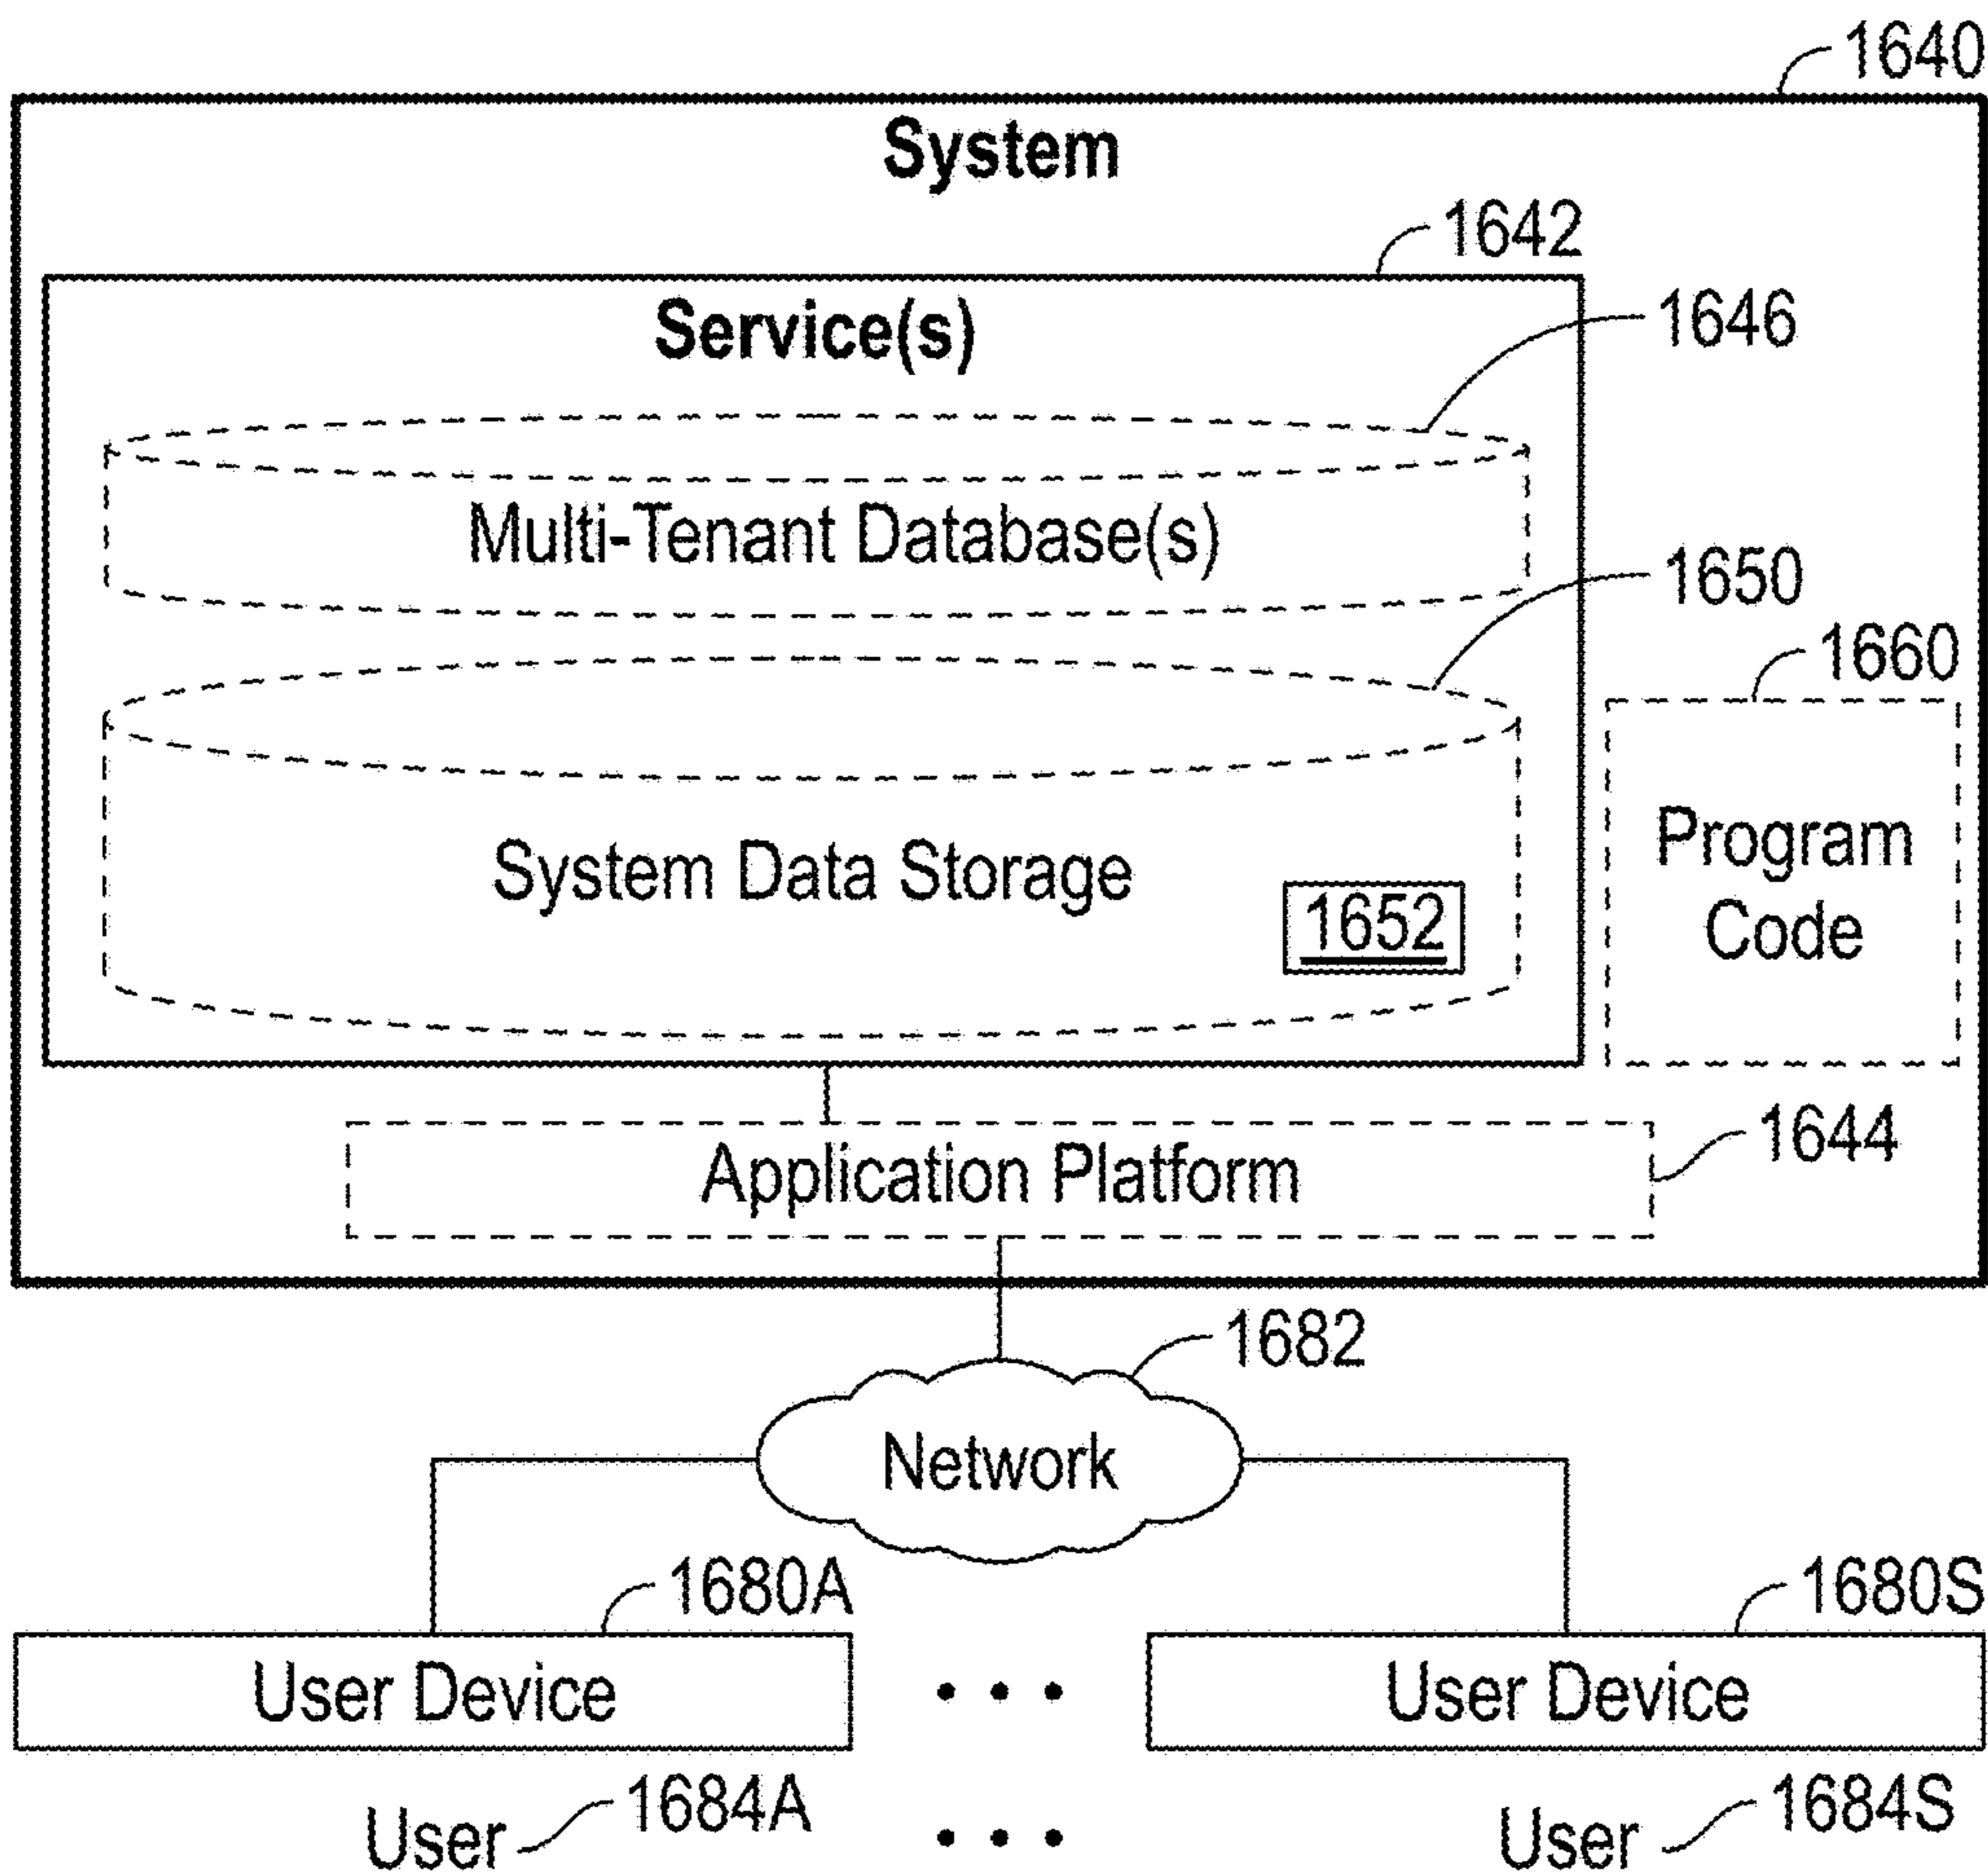 1640
System
1642
Service(s)
1646
Multi-Tenant Database(s)
1650
1660
System Data Storage
1652
Program
Code
1644
Application Platform
1682
Network
1680A
1680S
User Device
• • •
User Device
User
1684A
• • •
User
1684S